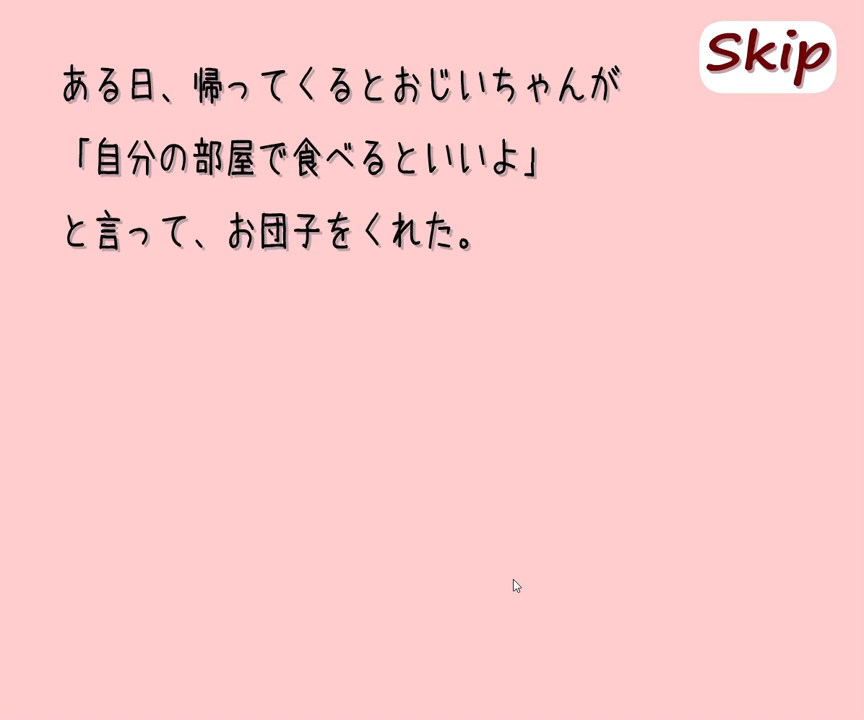 Skip
ある日、帰ってくるとおじいちゃんが
「自分の部屋で食べるといいよ」
と言って、お団子をくれた。